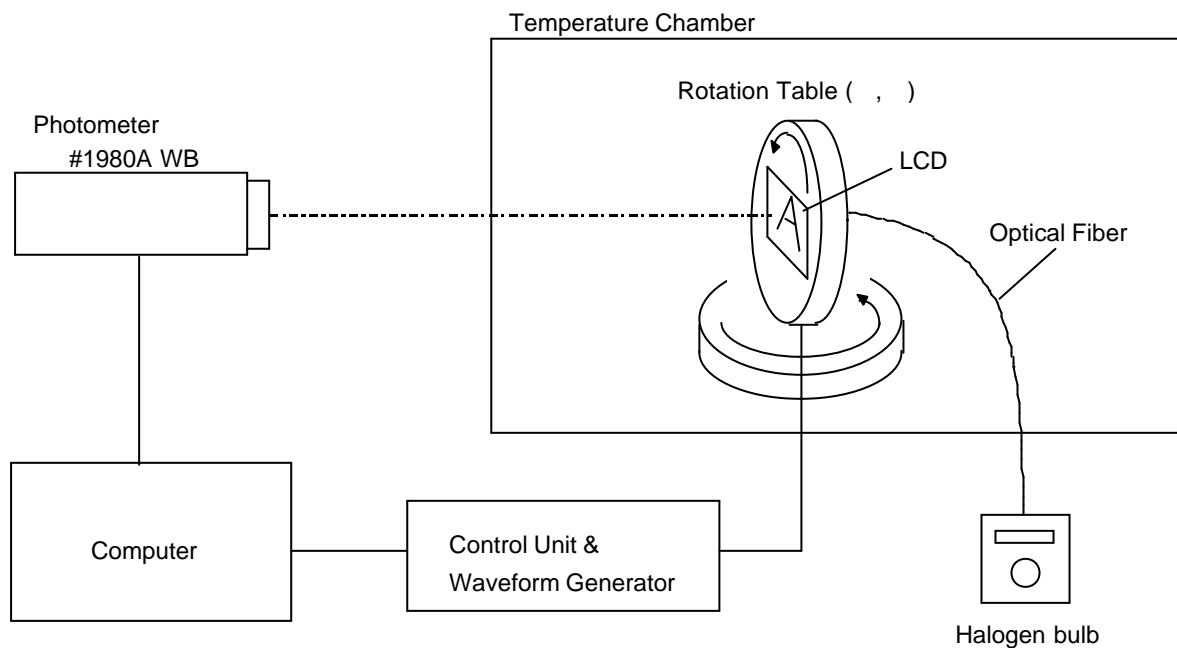 Temperature Chamber
Rotation Table ( , )
Photometer
#1980A WB
LCD
A
Optical Fiber
Computer
Control Unit &
Waveform Generator
Halogen bulb